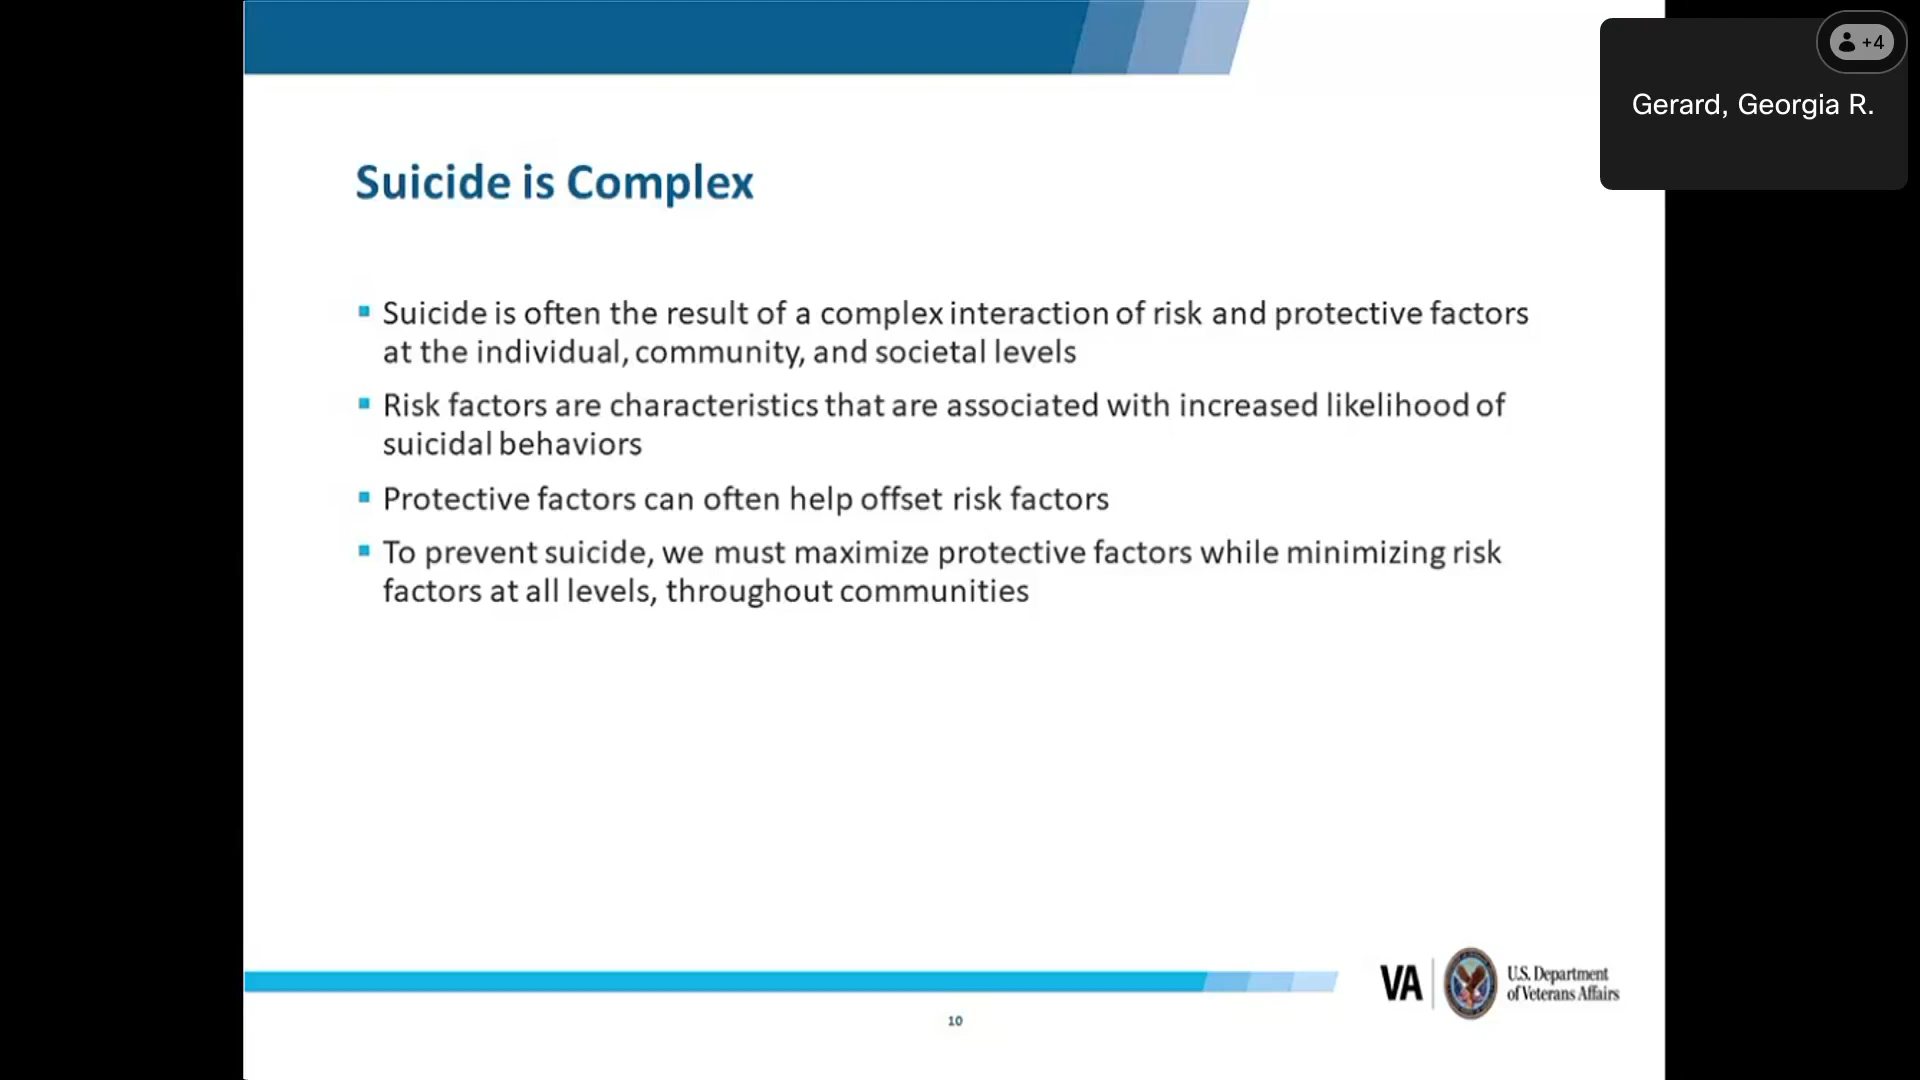 +4
Gerard, Georgia R.
Suicide is Complex
Suicide is often the result of a complex interaction of risk and protective factors
at the individual, community, and societal levels
Risk factors are characteristics that are associated with increased likelihood of
suicidal behaviors
Protective factors can often help offset risk factors
To prevent suicide, we must maximize protective factors while minimizing risk
factors at all levels, throughout communities
VA
U.S. Department
of Veterans Affairs
10